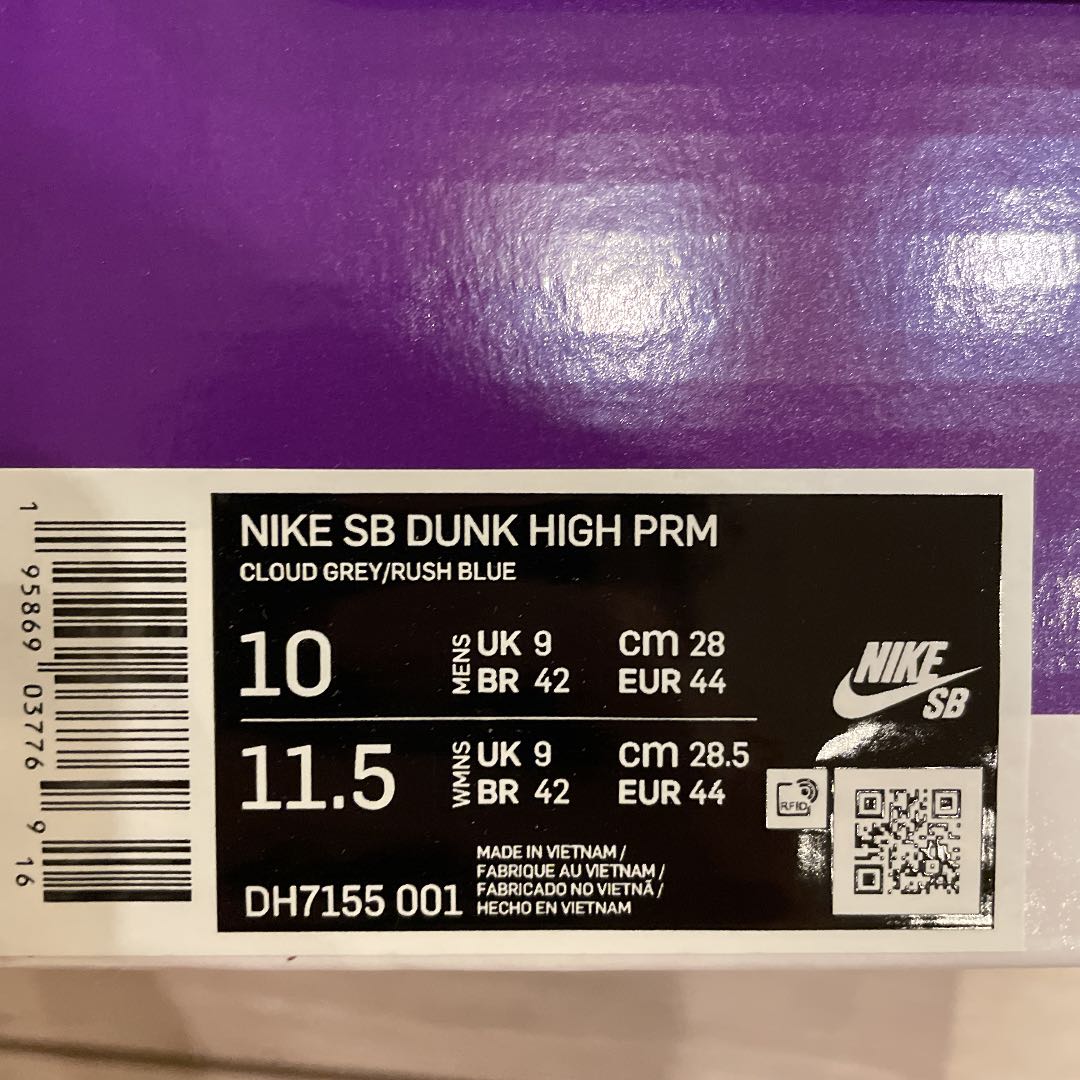 NIKE SB DUNK HIGH PRM
CLOUD GREY/RUSH BLUE
10 MENS UK 9 cm 28
BR 42 EUR 44
11.5 WMNS UK 9 cm 28.5
BR 42 EUR 44
NIKE
SB
RFID
MADE IN VIETNAM /
FABRIQUE AU VIETNAM /
FABRICADO NO VIETNÃ /
HECHO EN VIETNAM
DH7155 001
1 95869 03776 9 16